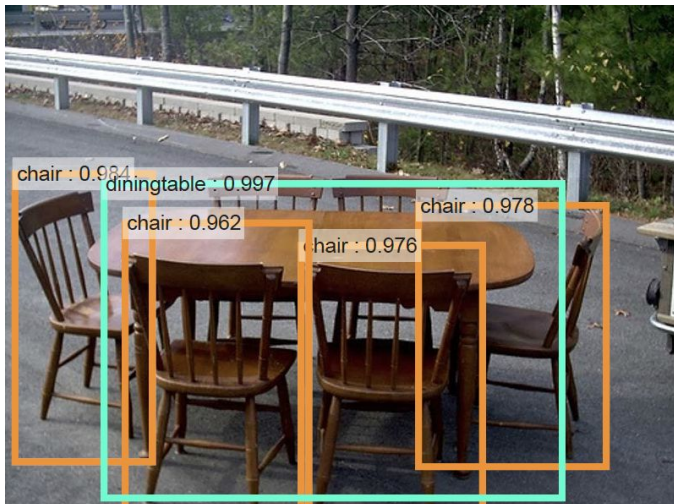 chair : 0.984
diningtable : 0.997
chair : 0.978
chair : 0.962
chair : 0.976